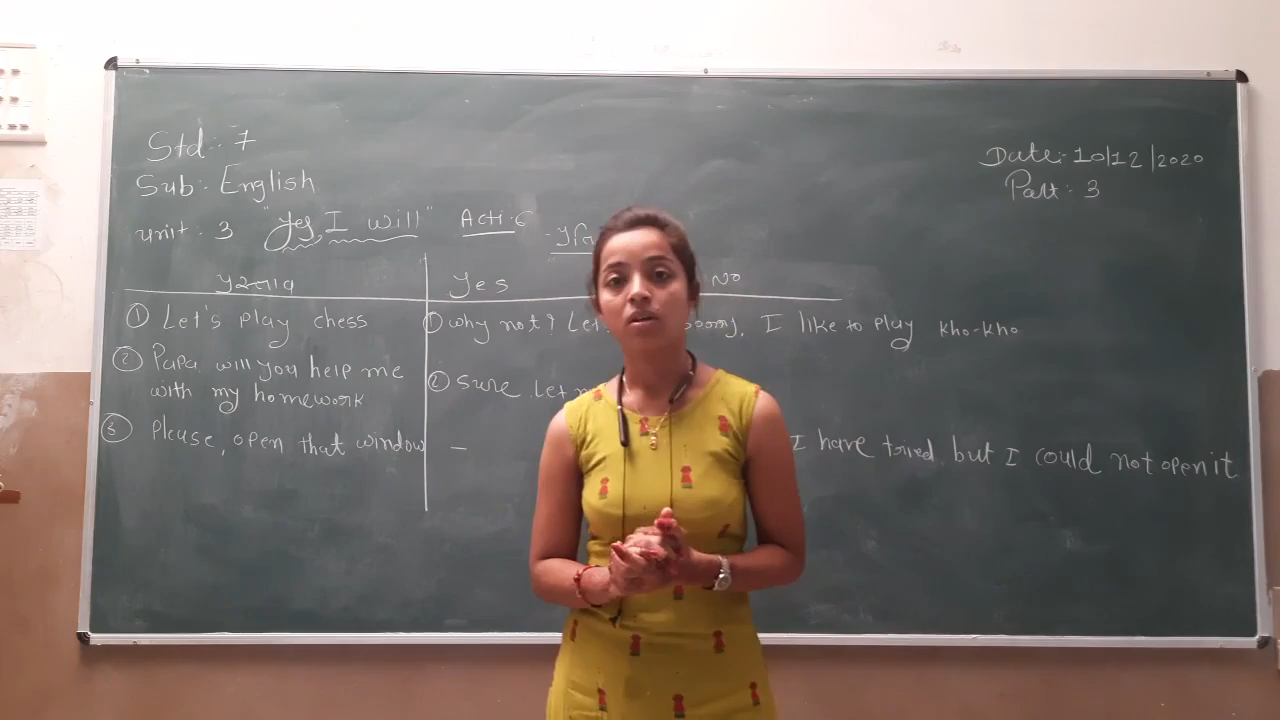 Std:- 7
Date:- 10/12/2020
Sub:- English
Part:- 3
unit - 3 "Yes, I will" Acti-6
પ્રસ્તાવ Yes No
① Let's play chess ① why not? Let. I like to play kho-kho
② Papa will you help me with my homework ② Sure. Let
③ Please, open that window — I have tried but I could not open it